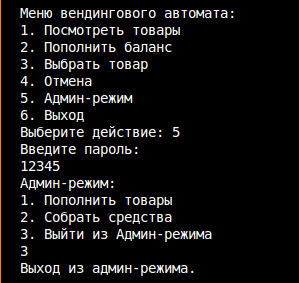 Меню вендингового автомата:
1. Посмотреть товары
2. Пополнить баланс
3. Выбрать товар
4. Отмена
5. Админ-режим
6. Выход
Выберите действие: 5
Введите пароль:
12345
Админ-режим:
1. Пополнить товары
2. Собрать средства
3. Выйти из Админ-режима
3
Выход из админ-режима.